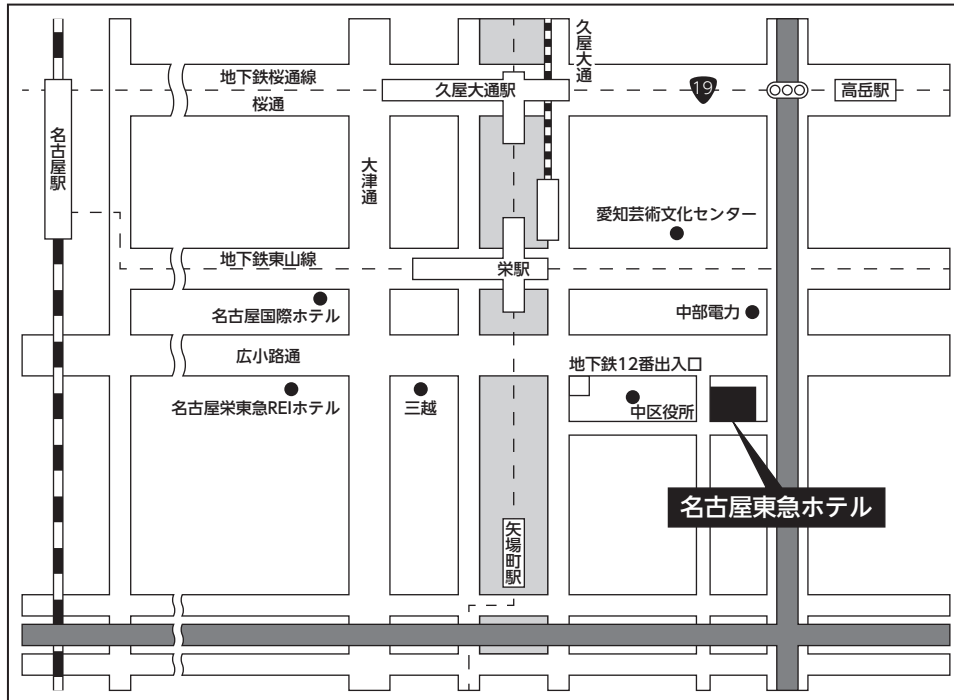 久屋大通
地下鉄桜通線
桜通
久屋大通駅
19
高岳駅
名古屋駅
大津通
愛知芸術文化センター
地下鉄東山線
栄駅
名古屋国際ホテル
中部電力
広小路通
地下鉄12番出入口
名古屋栄東急REIホテル
三越
中区役所
名古屋東急ホテル
矢場町駅